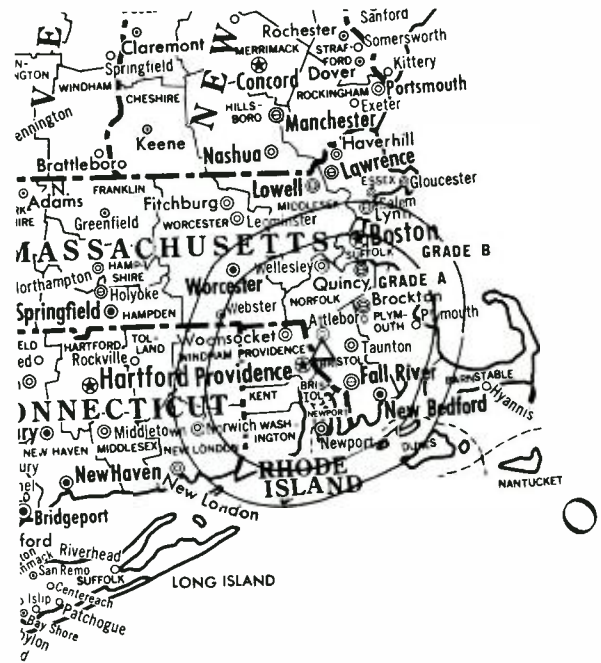 Sanford
Rochester
Claremont
MERRIMACK
STRAF-
FORD
Somersworth
Springfield
Concord
Dover
Kittery
WINDHAM
CHESHIRE
NEW
ROCKINGHAM
Portsmouth
Exeter
HILLS-
BORO
Manchester
Keene
Haverhill
Nashua
Lawrence
Brattleboro
FRANKLIN
Lowell
ESSEX
Gloucester
N. Adams
Fitchburg
MIDDLESEX
Salem
Lynn
Greenfield
WORCESTER
Leominster
MASSACHUSETTS
Boston
SUFFOLK
GRADE B
Northampton
HAMP-
SHIRE
Wellesley
Worcester
Quincy
GRADE A
Holyoke
NORFOLK
Brockton
Springfield
HAMPDEN
Webster
Attleboro
PLYM-
OUTH
Plymouth
HARTFORD
TOL-
LAND
Woonsocket
Rockville
WINDHAM
PROVIDENCE
Taunton
BRISTOL
Hartford
Providence
Fall River
BARNSTABLE
KENT
BRIS-
TOL
Hyannis
CONNECTICUT
NEWPORT
New Bedford
Middletown
Norwich
WASH
INGTON
NEW HAVEN
MIDDLESEX
NEW LONDON
Newport
DUKES
New Haven
RHODE
ISLAND
New London
NANTUCKET
Bridgeport
Riverhead
San Remo
SUFFOLK
LONG ISLAND
Centereach
Islip
Patchogue
Bay Shore